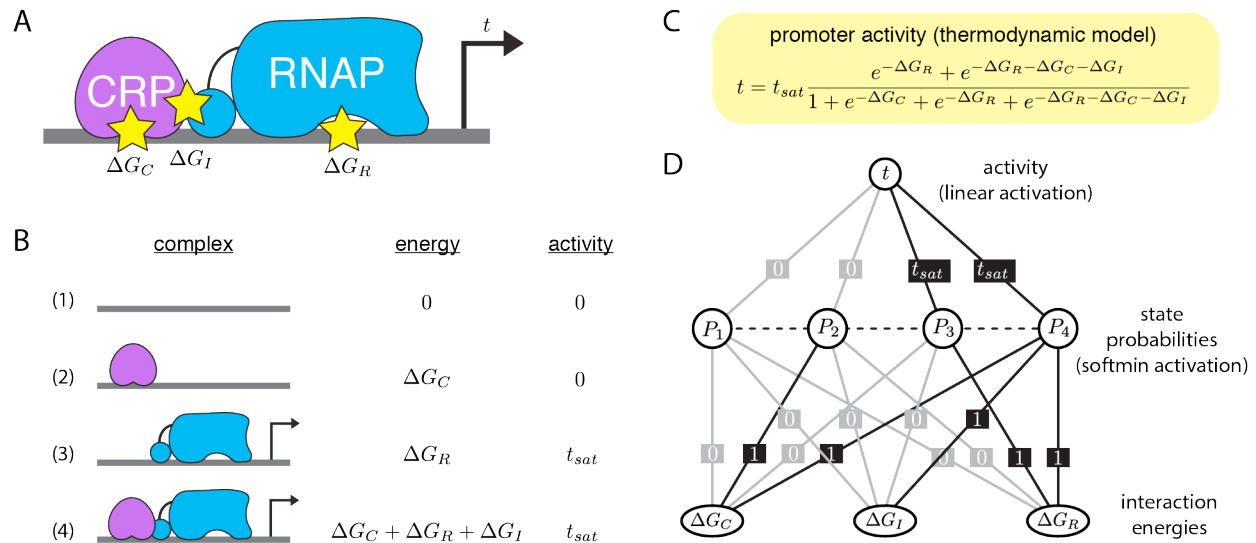 A
t
CRP
RNAP
ΔG_C
ΔG_I
ΔG_R
B
complex energy activity
(1) 0 0
(2) ΔG_C 0
(3) ΔG_R t_sat
(4) ΔG_C + ΔG_R + ΔG_I t_sat
C
promoter activity (thermodynamic model)
t = t_sat \frac{e^{-ΔG_R} + e^{-ΔG_R-ΔG_C-ΔG_I}}{1 + e^{-ΔG_C} + e^{-ΔG_R} + e^{-ΔG_R-ΔG_C-ΔG_I}}
D
t
activity
(linear activation)
0 0 t_sat t_sat
P_1 P_2 P_3 P_4
state
probabilities
(softmin activation)
0 0 0 1
0 1 0 1 0 0 1 1
ΔG_C ΔG_I ΔG_R
interaction
energies